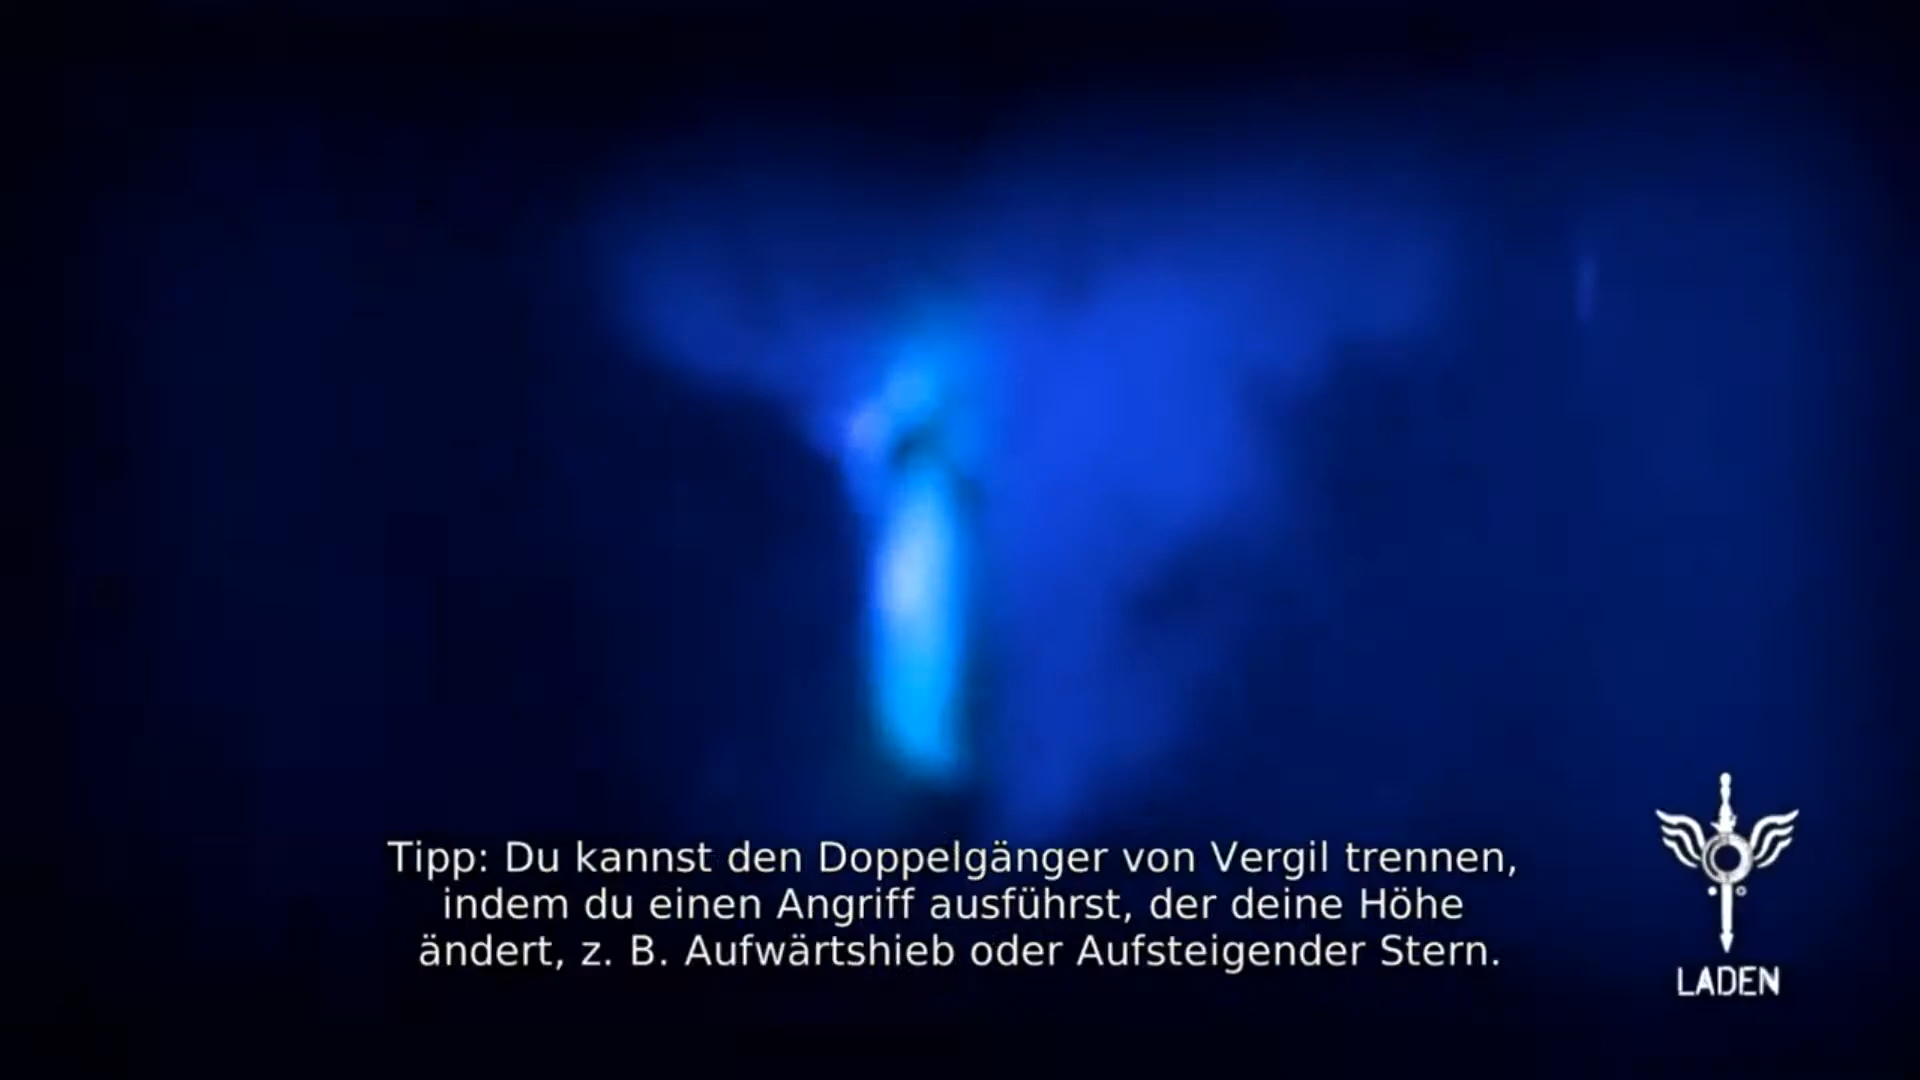 Tipp: Du kannst den Doppelgänger von Vergil trennen,
indem du einen Angriff ausführst, der deine Höhe
ändert, z. B. Aufwärtshieb oder Aufsteigender Stern.
LADEN